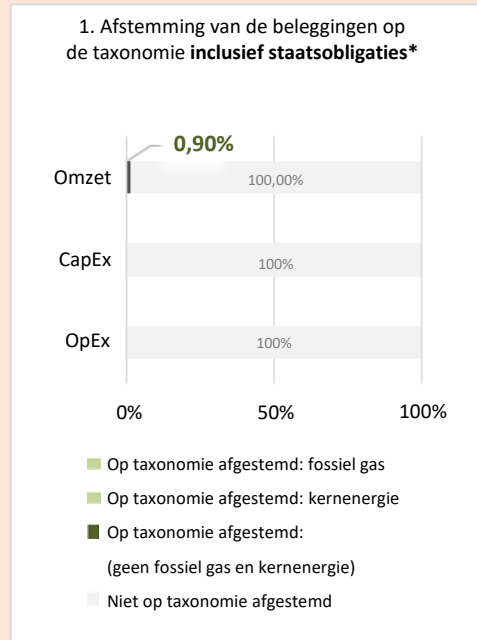 1. Afstemming van de beleggingen op
de taxonomie inclusief staatsobligaties*
0,90%
Omzet
100,00%
CapEx
100%
OpEx
100%
0%
50%
100%
Op taxonomie afgestemd: fossiel gas
Op taxonomie afgestemd: kernenergie
Op taxonomie afgestemd:
(geen fossiel gas en kernenergie)
Niet op taxonomie afgestemd